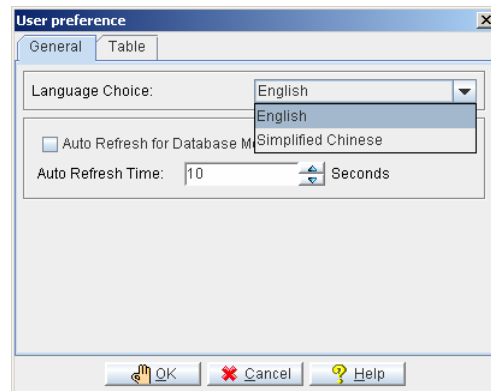 User preference
General Table
Language Choice: English
English
Simplified Chinese
Auto Refresh for Database
Auto Refresh Time: 10 Seconds
OK Cancel Help